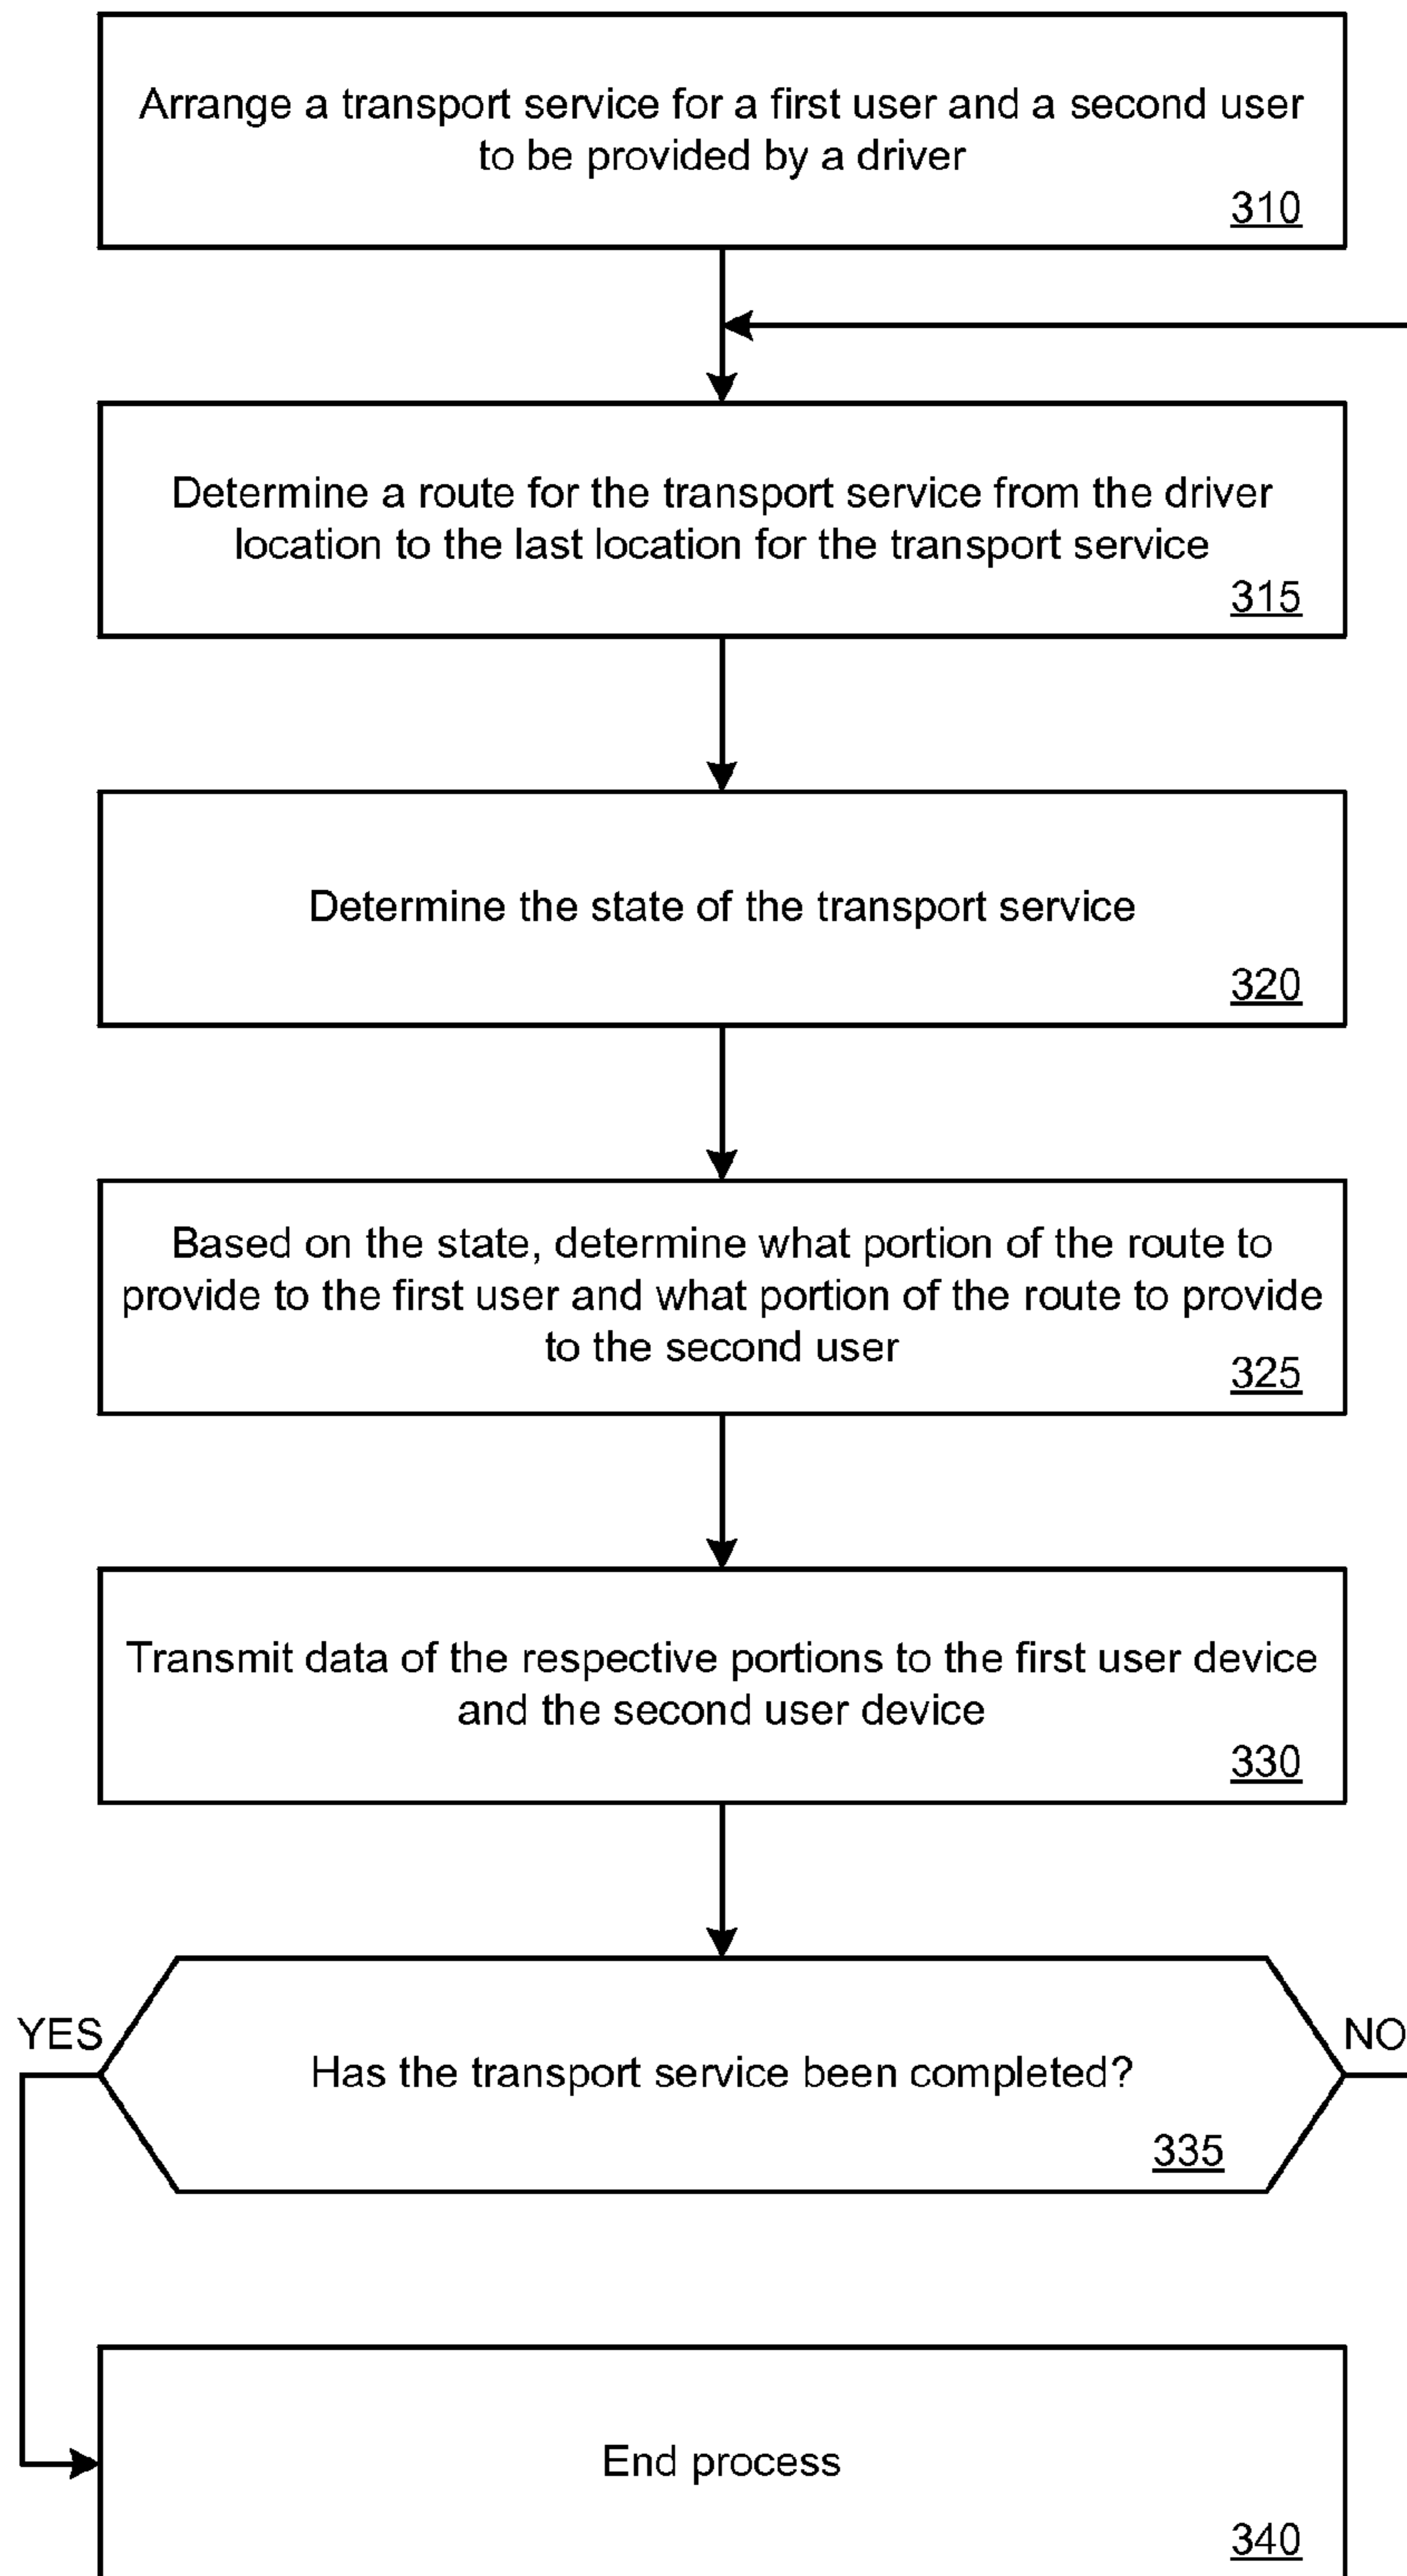 Arrange a transport service for a first user and a second user
to be provided by a driver
310
Determine a route for the transport service from the driver
location to the last location for the transport service
315
Determine the state of the transport service
320
Based on the state, determine what portion of the route to
provide to the first user and what portion of the route to provide
to the second user
325
Transmit data of the respective portions to the first user device
and the second user device
330
YES
NO
Has the transport service been completed?
335
End process
340